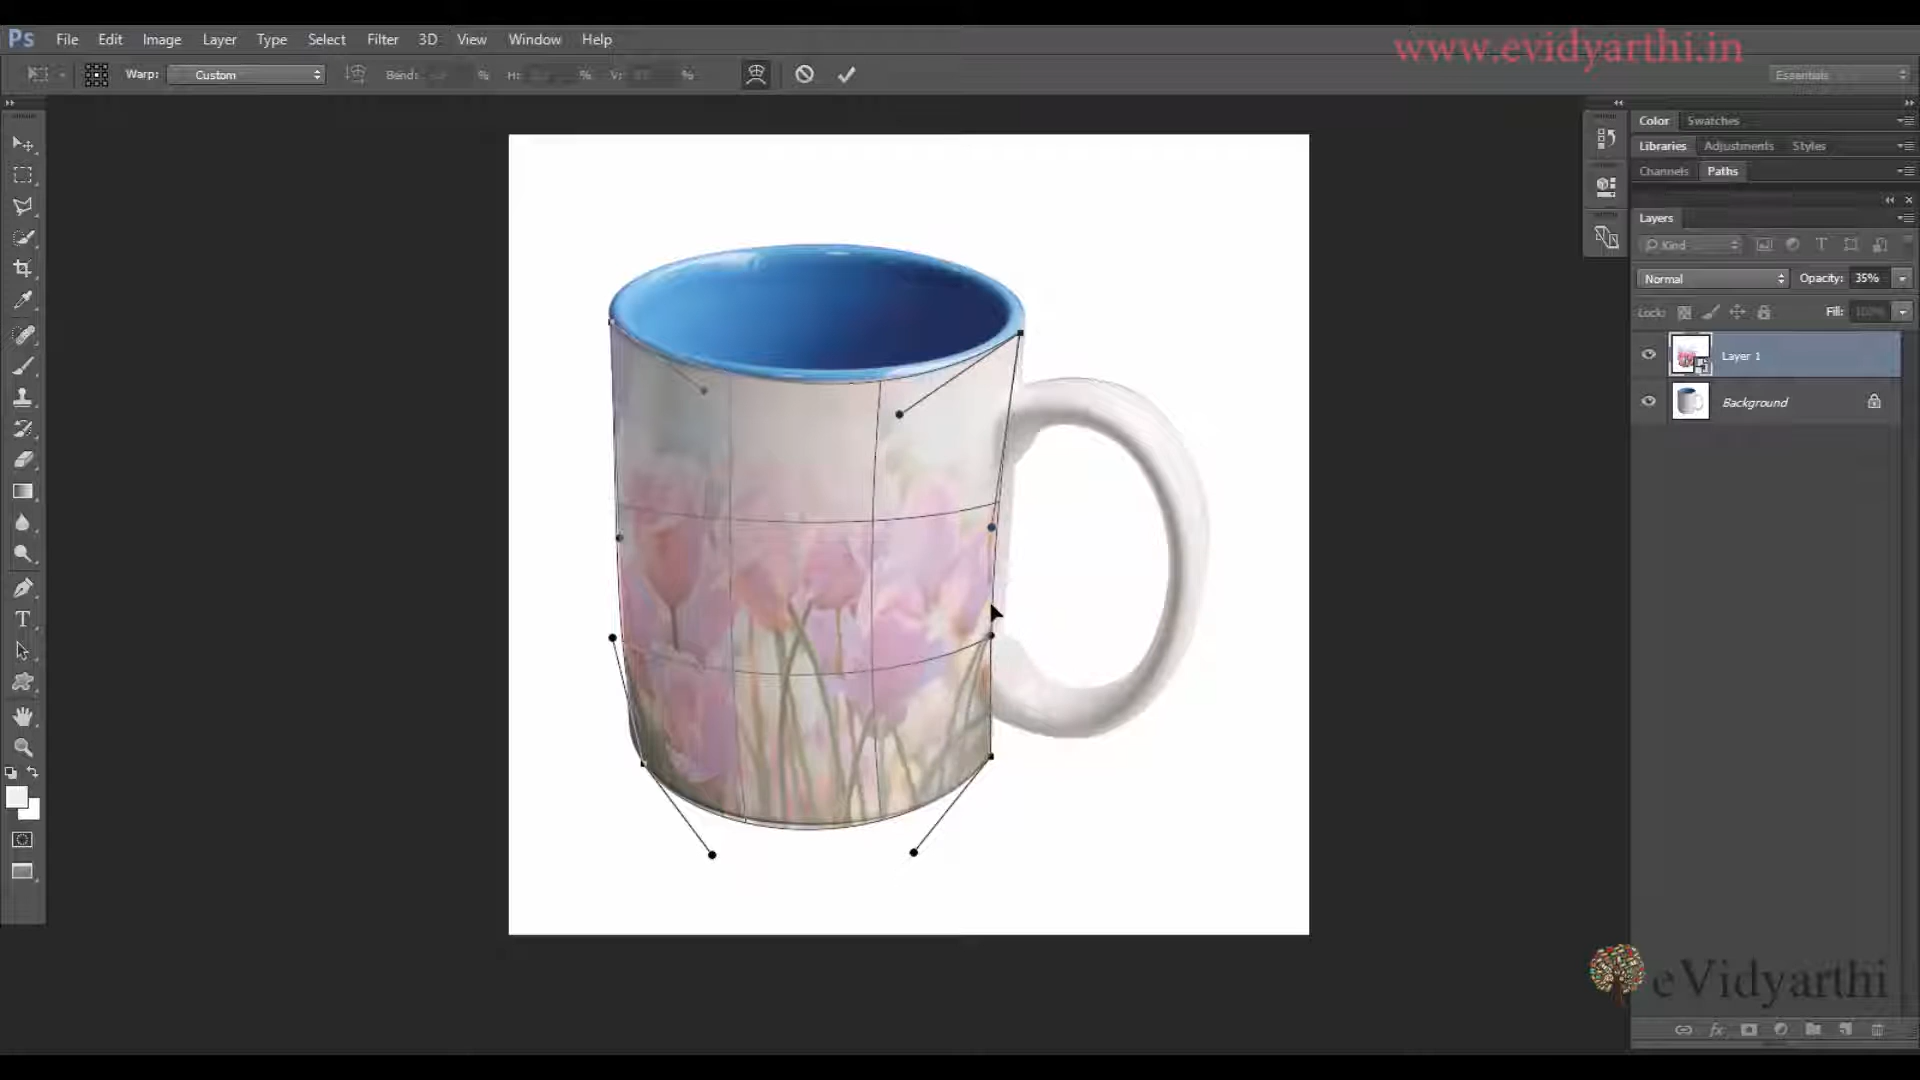 Ps File Edit Image Layer Type Select Filter 3D View Window Help
www.evidyarthi.in
Warp: Custom Bend: % H: % V: % Essentials
Color Swatches
Libraries Adjustments Styles
Channels Paths
Layers
Kind
Normal Opacity: 35%
Lock: Fill: 100%
Layer 1
Background
eVidyarthi